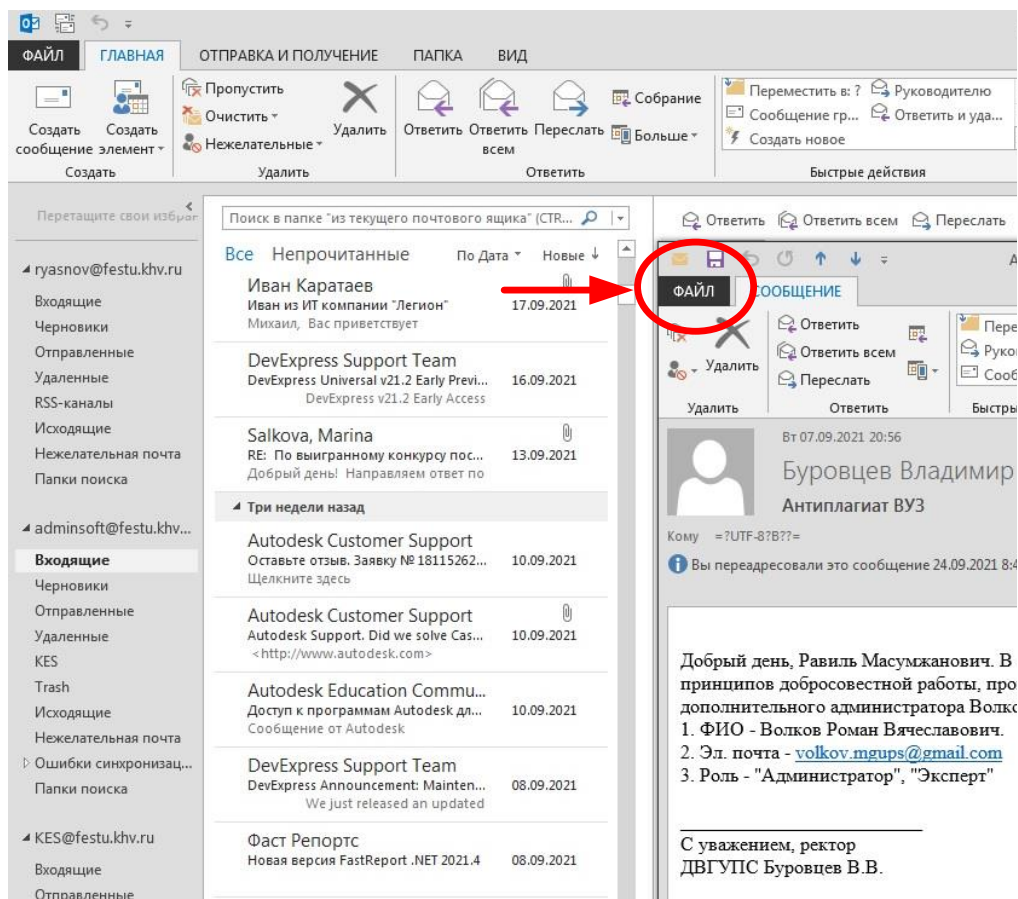 ФАЙЛ ГЛАВНАЯ ОТПРАВКА И ПОЛУЧЕНИЕ ПАПКА ВИД
Создать сообщение
Создать элемент
Создать
Пропустить
Очистить
Нежелательные
Удалить
Удалить
Ответить
Ответить всем
Переслать
Собрание
Больше
Ответить
Переместить в: ?
Сообщение гр...
Создать новое
Руководителю
Ответить и уда...
Быстрые действия
Перетащите свои избран
ryasnov@festu.khv.ru
Входящие
Черновики
Отправленные
Удаленные
RSS-каналы
Исходящие
Нежелательная почта
Папки поиска
adminsoft@festu.khv...
Входящие
Черновики
Отправленные
Удаленные
KES
Trash
Исходящие
Нежелательная почта
Ошибки синхронизац...
Папки поиска
KES@festu.khv.ru
Входящие
Отправленные
Поиск в папке "из текущего почтового ящика" (CTR...
Все Непрочитанные По Дата Новые ↓
Иван Каратаев
Иван из ИТ компании "Легион" 17.09.2021
Михаил, Вас приветствует
DevExpress Support Team
DevExpress Universal v21.2 Early Previ... 16.09.2021
DevExpress v21.2 Early Access
Salkova, Marina
RE: По выигранному конкурсу пос... 13.09.2021
Добрый день! Направляем ответ по
Три недели назад
Autodesk Customer Support
Оставьте отзыв. Заявку № 18115262... 10.09.2021
Щелкните здесь
Autodesk Customer Support
Autodesk Support. Did we solve Cas... 10.09.2021
<http://www.autodesk.com>
Autodesk Education Commu...
Доступ к программам Autodesk дл... 10.09.2021
Сообщение от Autodesk
DevExpress Support Team
DevExpress Announcement: Mainten... 08.09.2021
We just released an updated
Фаст Репортс
Новая версия FastReport .NET 2021.4 08.09.2021
Ответить Ответить всем Переслать
А
ФАЙЛ СООБЩЕНИЕ
Удалить
Удалить
Ответить
Ответить всем
Переслать
Ответить
Пере
Руко
Сооб
Быстры
Вт 07.09.2021 20:56
Буровцев Владимир
Антиплагиат ВУЗ
Кому =?UTF-8?B??=
Вы переадресовали это сообщение 24.09.2021 8:4
Добрый день, Равиль Масумжанович. В
принципов добросовестной работы, про
дополнительного администратора Волко
1. ФИО - Волков Роман Вячеславович.
2. Эл. почта - volkov.mgups@gmail.com
3. Роль - "Администратор", "Эксперт"
С уважением, ректор
ДВГУПС Буровцев В.В.